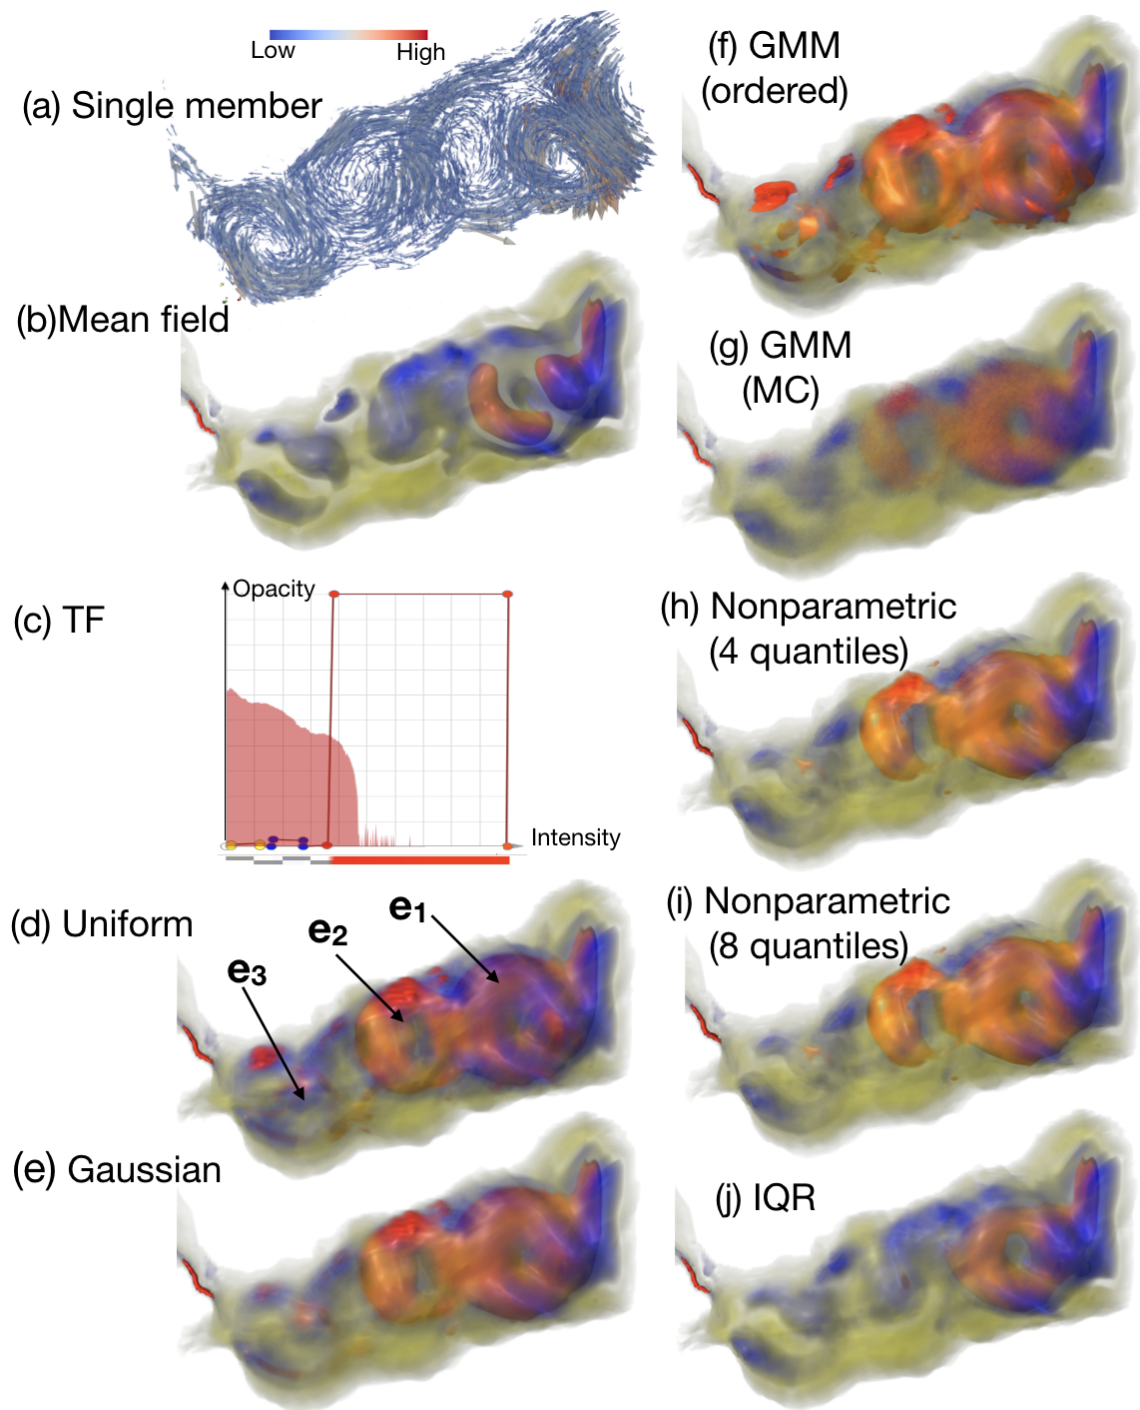 Low High
(a) Single member
(b)Mean field
(c) TF
Opacity
Intensity
(d) Uniform
e₁
e₂
e₃
(e) Gaussian
(f) GMM
(ordered)
(g) GMM
(MC)
(h) Nonparametric
(4 quantiles)
(i) Nonparametric
(8 quantiles)
(j) IQR